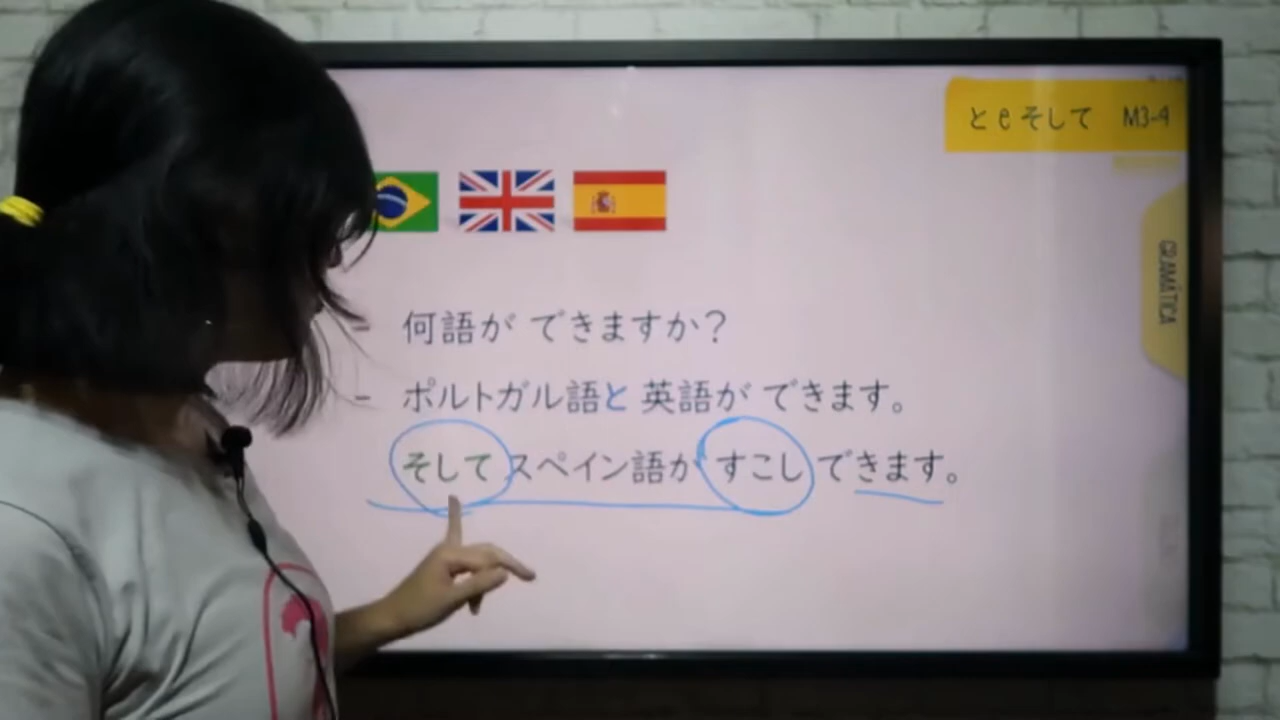 と e そして M3-4
GRAMÁTICA
- 何語が できますか?
- ポルトガル語と 英語が できます。
そして スペイン語が すこし できます。